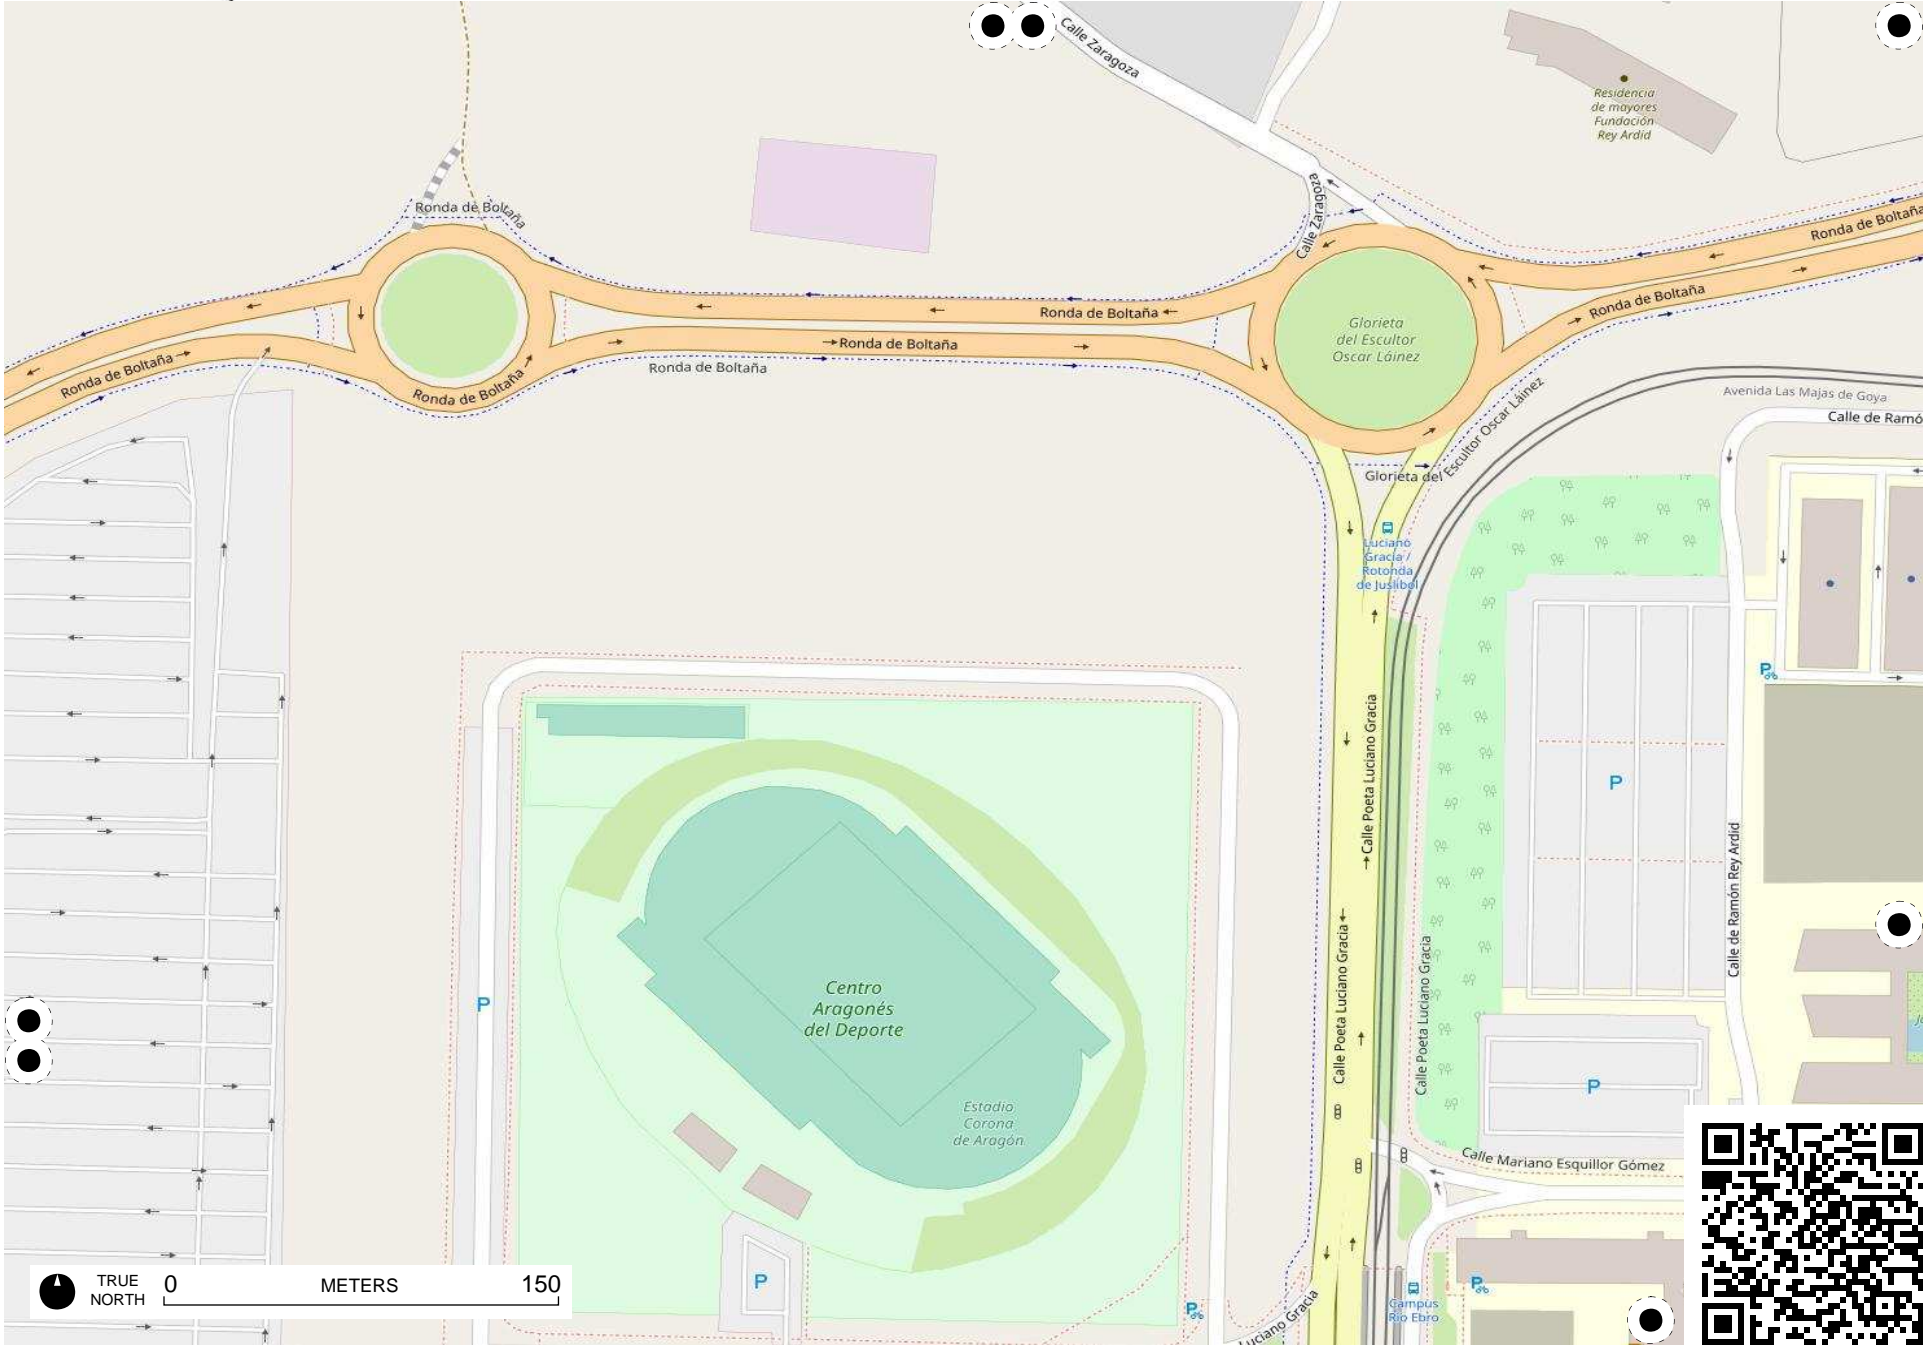 Calle Zaragoza
Residencia
de mayores
Fundación
Rey Ardid
Calle Zaragoza
Ronda de Boltaña
Ronda de Boltaña
Ronda de Boltaña
Ronda de Boltaña
Ronda de Boltaña
Glorieta
del Escultor
Oscar Láinez
Ronda de Boltaña
Ronda de Boltaña
Ronda de Boltaña
Ronda de Boltaña
Avenida Las Majas de Goya
Calle de Ramó
Glorieta del Escultor Oscar Láinez
Luciano
Gracia /
Rotonda
de Juslibol
Calle Poeta Luciano Gracia
P
P
Calle de Ramón Rey Ardid
Calle Poeta Luciano Gracia
Calle Poeta Luciano Gracia
Centro
Aragonés
del Deporte
P
P
Estadio
Corona
de Aragón
Calle Mariano Esquillor Gómez
P
P
P
Campus
Río Ebro
Luciano Gracia
TRUE
NORTH
0 METERS 150